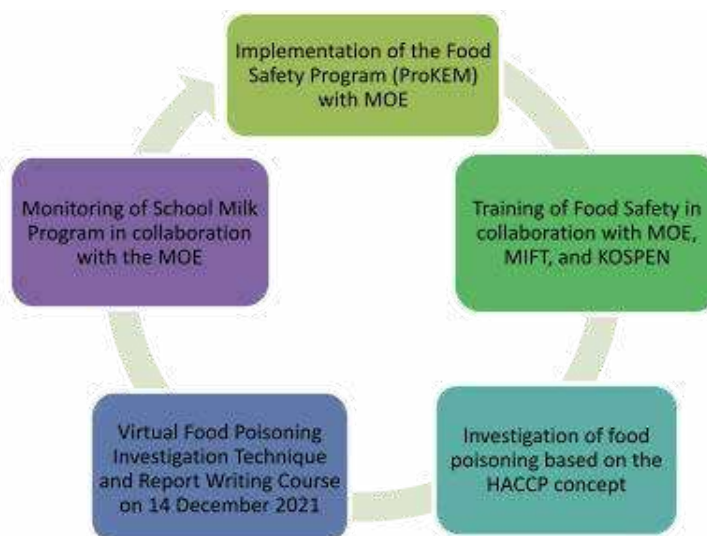 Implementation of the Food
Safety Program (ProKEM)
with MOE
Training of Food Safety in
collaboration with MOE,
MIFT, and KOSPEN
Investigation of food
poisoning based on the
HACCP concept
Virtual Food Poisoning
Investigation Technique
and Report Writing Course
on 14 December 2021
Monitoring of School Milk
Program in collaboration
with the MOE